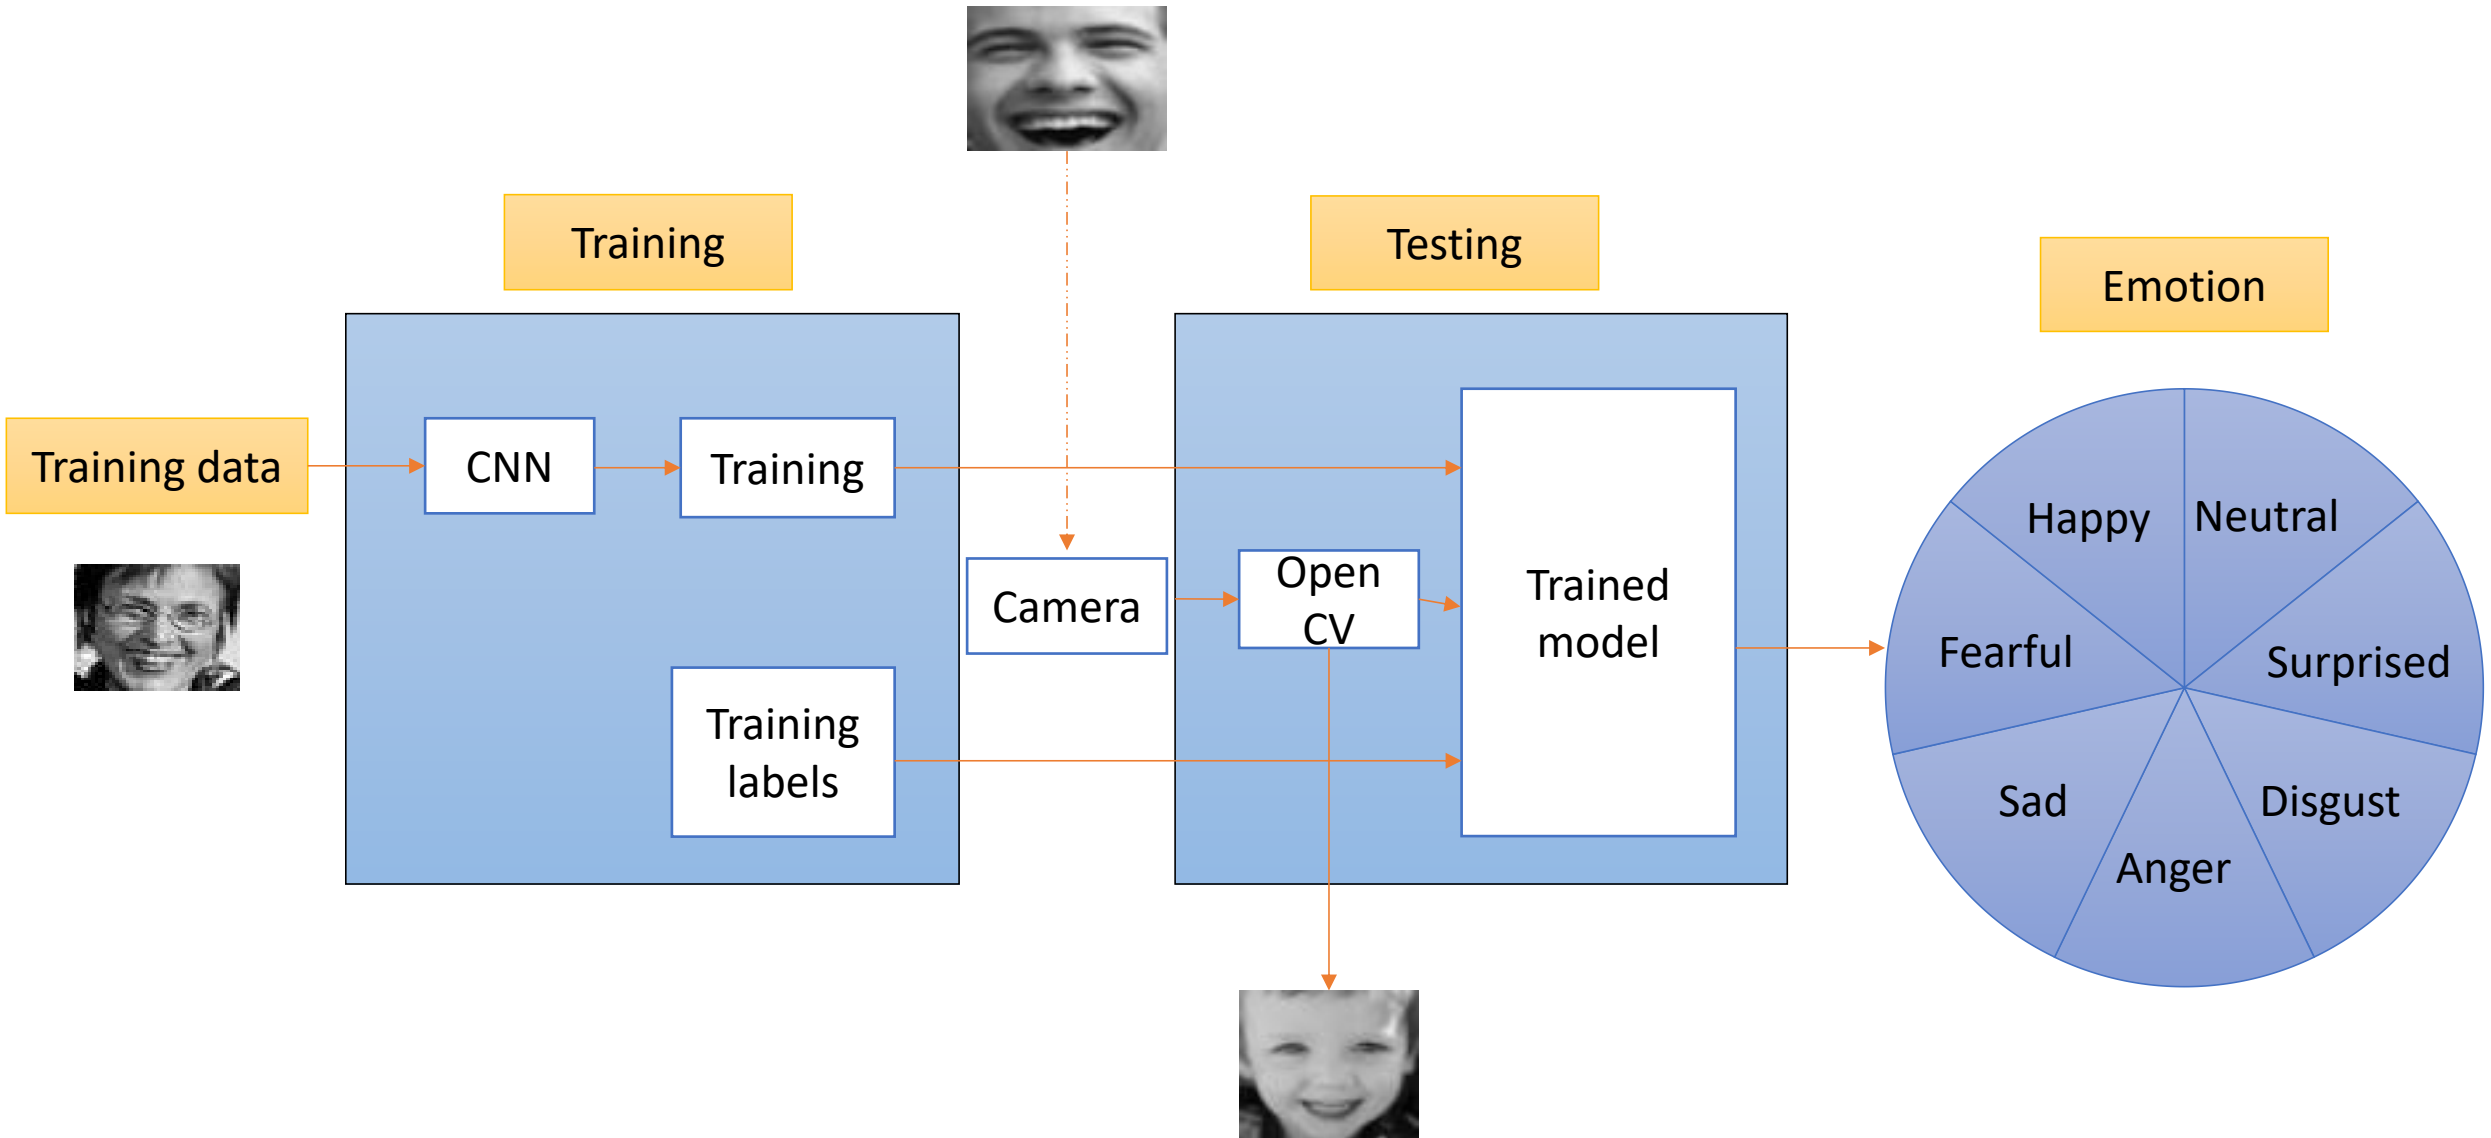 Training
Testing
Emotion
Training data
CNN
Training
Camera
Open
CV
Trained
model
Training
labels
Happy
Neutral
Fearful
Surprised
Sad
Disgust
Anger